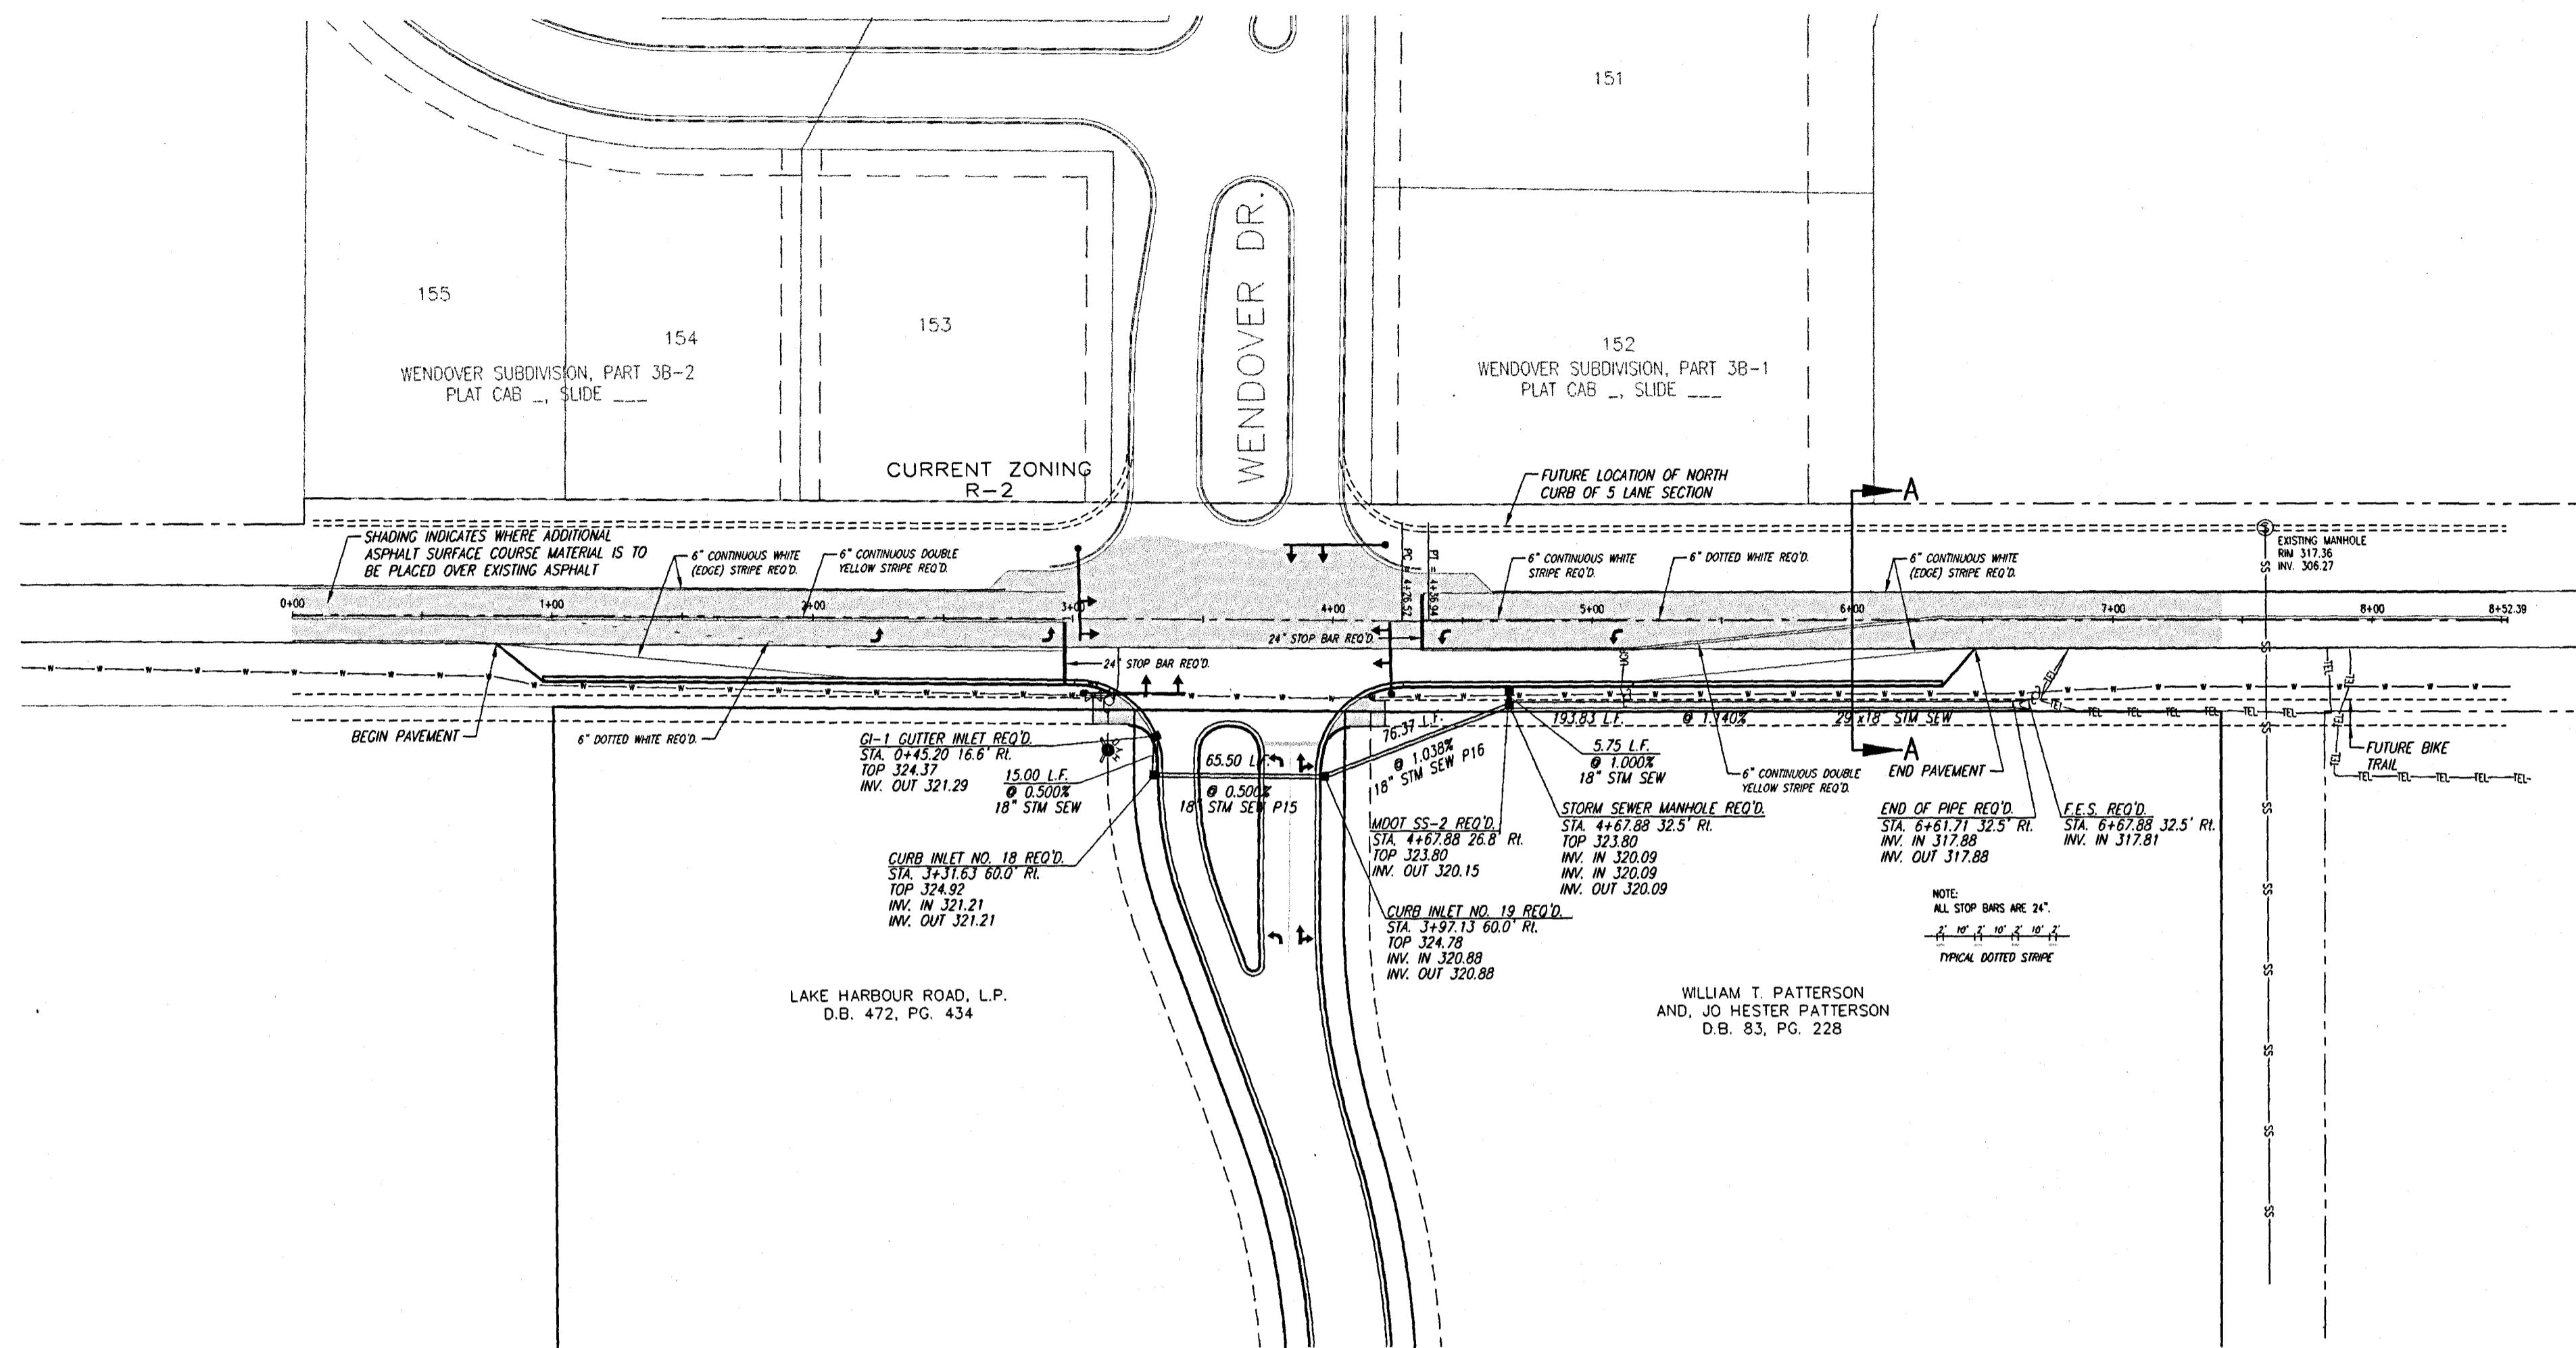 151
WENDOVER DR.
155
154
153
WENDOVER SUBDIVISION, PART 3B-2
PLAT CAB _, SLIDE ___
152
WENDOVER SUBDIVISION, PART 3B-1
PLAT CAB _, SLIDE ___
CURRENT ZONING
R-2
FUTURE LOCATION OF NORTH
CURB OF 5 LANE SECTION
A
SHADING INDICATES WHERE ADDITIONAL
ASPHALT SURFACE COURSE MATERIAL IS TO
BE PLACED OVER EXISTING ASPHALT
6" CONTINUOUS WHITE
(EDGE) STRIPE REQ'D.
6" CONTINUOUS DOUBLE
YELLOW STRIPE REQ'D.
PC = 4+26.52
PT = 4+36.94
6" CONTINUOUS WHITE
STRIPE REQ'D.
6" DOTTED WHITE REQ'D.
6" CONTINUOUS WHITE
(EDGE) STRIPE REQ'D.
S
EXISTING MANHOLE
RIM 317.36
INV. 306.27
0+00
1+00
2+00
3+00
4+00
5+00
6+00
7+00
8+00
8+52.39
24" STOP BAR REQ'D.
24" STOP BAR REQ'D.
BEGIN PAVEMENT
6" DOTTED WHITE REQ'D.
GI-1 GUTTER INLET REQ'D.
STA. 0+45.20 16.6' Rt.
TOP 324.37
INV. OUT 321.29
15.00 L.F.
@ 0.500%
18" STM SEW
65.50 L.F.
@ 0.500%
18" STM SEW P15
76.37 L.F.
@ 1.038%
18" STM SEW P16
193.83 L.F. @ 1.140% 29"x18" STM SEW
5.75 L.F.
@ 1.000%
18" STM SEW
6" CONTINUOUS DOUBLE
YELLOW STRIPE REQ'D.
END PAVEMENT
A
FUTURE BIKE
TRAIL
CURB INLET NO. 18 REQ'D.
STA. 3+31.63 60.0' Rt.
TOP 324.92
INV. IN 321.21
INV. OUT 321.21
MDOT SS-2 REQ'D.
STA. 4+67.88 26.8' Rt.
TOP 323.80
INV. OUT 320.15
STORM SEWER MANHOLE REQ'D.
STA. 4+67.88 32.5' Rt.
TOP 323.80
INV. IN 320.09
INV. IN 320.09
INV. OUT 320.09
END OF PIPE REQ'D.
STA. 6+61.71 32.5' Rt.
INV. IN 317.88
INV. OUT 317.88
F.E.S. REQ'D.
STA. 6+67.88 32.5' Rt.
INV. IN 317.81
CURB INLET NO. 19 REQ'D.
STA. 3+97.13 60.0' Rt.
TOP 324.78
INV. IN 320.88
INV. OUT 320.88
NOTE:
ALL STOP BARS ARE 24".
2' 10' 2' 10' 2' 10' 2'
TYPICAL DOTTED STRIPE
LAKE HARBOUR ROAD, L.P.
D.B. 472, PG. 434
WILLIAM T. PATTERSON
AND, JO HESTER PATTERSON
D.B. 83, PG. 228